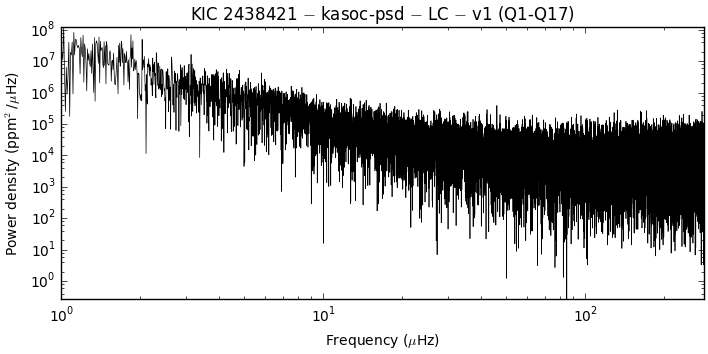 KIC 2438421 − kasoc-psd − LC − v1 (Q1-Q17)
Power density (ppm² /μHz)
10⁸
10⁷
10⁶
10⁵
10⁴
10³
10²
10¹
10⁰
10⁰ 10¹ 10²
Frequency (μHz)